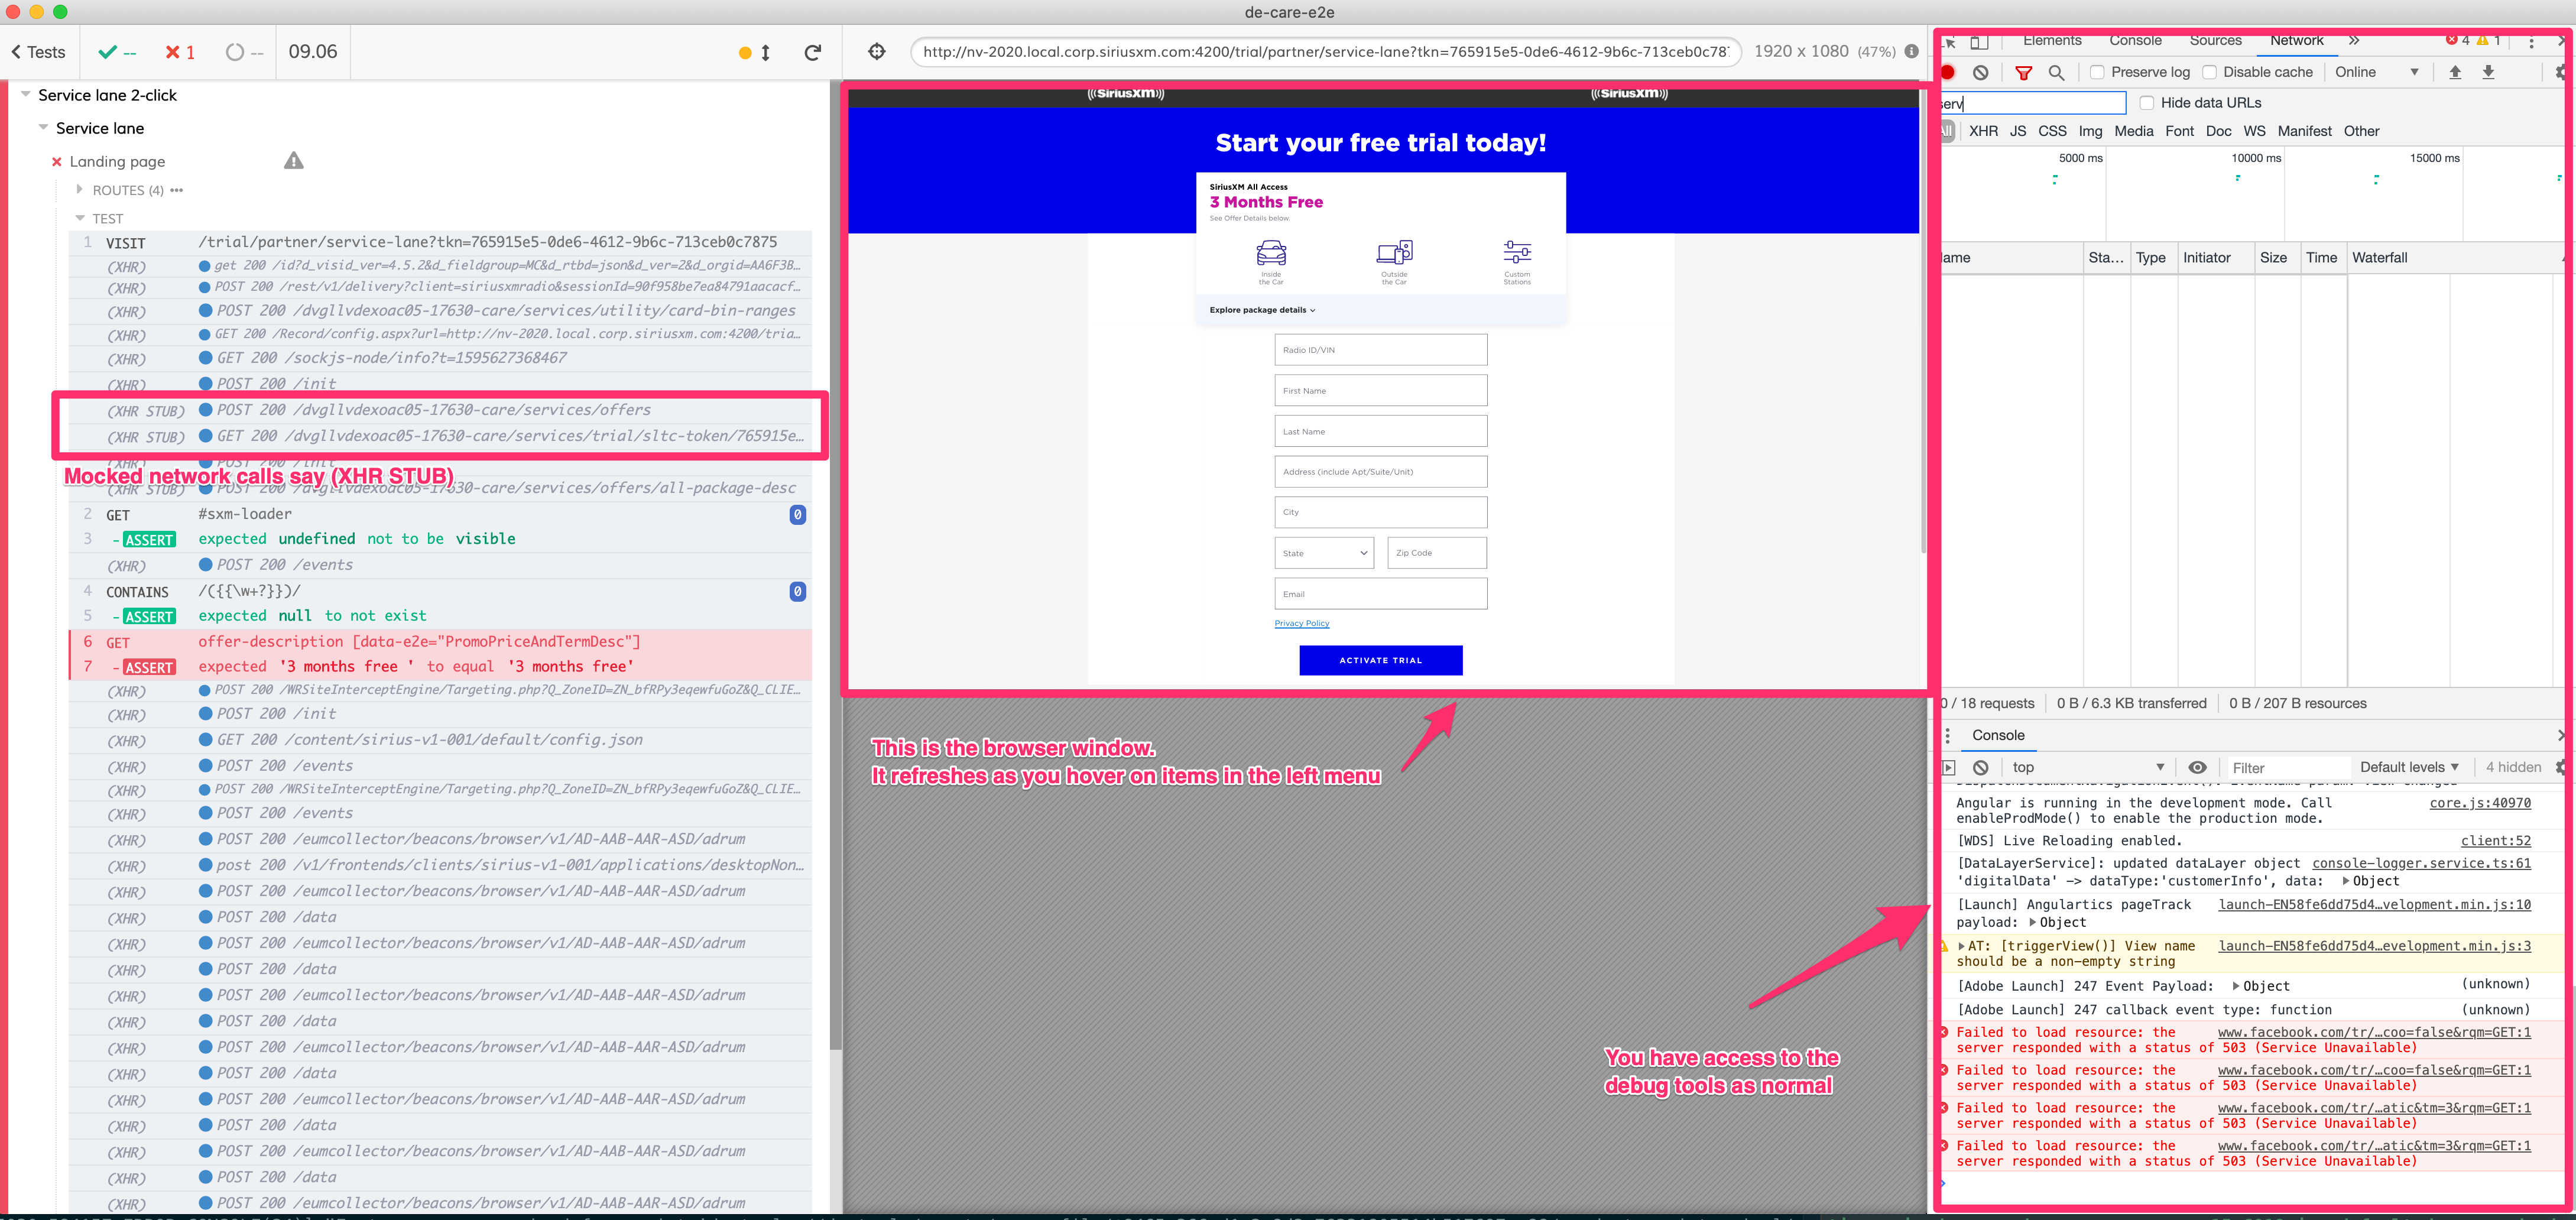 de-care-e2e
Tests -- 1 -- 09.06
http://nv-2020.local.corp.siriusxm.com:4200/trial/partner/service-lane?tkn=765915e5-0de6-4612-9b6c-713ceb0c78
1920 x 1080 (47%)
Service lane 2-click
Service lane
Landing page
ROUTES (4)
TEST
1 VISIT /trial/partner/service-lane?tkn=765915e5-0de6-4612-9b6c-713ceb0c7875
(XHR) get 200 /id?d_visid_ver=4.5.2&d_fieldgroup=MC&d_rtbd=json&d_ver=2&d_orgid=AA6F3B…
(XHR) POST 200 /rest/v1/delivery?client=siriusxmradio&sessionId=90f958be7ea84791aacacf…
(XHR) POST 200 /dvgllvdexoac05-17630-care/services/utility/card-bin-ranges
(XHR) GET 200 /Record/config.aspx?url=http://nv-2020.local.corp.siriusxm.com:4200/tria…
(XHR) GET 200 /sockjs-node/info?t=1595627368467
(XHR) POST 200 /init
(XHR STUB) POST 200 /dvgllvdexoac05-17630-care/services/offers
(XHR STUB) GET 200 /dvgllvdexoac05-17630-care/services/trial/sltc-token/765915e…
(XHR) POST 200 /init
Mocked network calls say (XHR STUB)
(XHR STUB) POST 200 /dvgllvdexoac05-17630-care/services/offers/all-package-desc
2 GET #sxm-loader 0
3 -ASSERT expected undefined not to be visible
(XHR) POST 200 /events
4 CONTAINS /({{\w+?}})/ 0
5 -ASSERT expected null to not exist
6 GET offer-description [data-e2e="PromoPriceAndTermDesc"]
7 -ASSERT expected '3 months free ' to equal '3 months free'
(XHR) POST 200 /WRSiteInterceptEngine/Targeting.php?Q_ZoneID=ZN_bfRPy3eqewfuGoZ&Q_CLIE…
(XHR) POST 200 /init
(XHR) GET 200 /content/sirius-v1-001/default/config.json
(XHR) POST 200 /events
(XHR) POST 200 /WRSiteInterceptEngine/Targeting.php?Q_ZoneID=ZN_bfRPy3eqewfuGoZ&Q_CLIE…
(XHR) POST 200 /events
(XHR) POST 200 /eumcollector/beacons/browser/v1/AD-AAB-AAR-ASD/adrum
(XHR) post 200 /v1/frontends/clients/sirius-v1-001/applications/desktopNon…
(XHR) POST 200 /eumcollector/beacons/browser/v1/AD-AAB-AAR-ASD/adrum
(XHR) POST 200 /data
(XHR) POST 200 /eumcollector/beacons/browser/v1/AD-AAB-AAR-ASD/adrum
(XHR) POST 200 /data
(XHR) POST 200 /eumcollector/beacons/browser/v1/AD-AAB-AAR-ASD/adrum
(XHR) POST 200 /data
(XHR) POST 200 /eumcollector/beacons/browser/v1/AD-AAB-AAR-ASD/adrum
(XHR) POST 200 /data
(XHR) POST 200 /eumcollector/beacons/browser/v1/AD-AAB-AAR-ASD/adrum
(XHR) POST 200 /data
(XHR) POST 200 /eumcollector/beacons/browser/v1/AD-AAB-AAR-ASD/adrum
(XHR) POST 200 /data
(XHR) POST 200 /eumcollector/beacons/browser/v1/AD-AAB-AAR-ASD/adrum
(((SiriusXM))) (((SiriusXM)))
Start your free trial today!
SiriusXM All Access
3 Months Free
See Offer Details below.
Inside the Car
Outside the Car
Custom Stations
Explore package details
Radio ID/VIN
First Name
Last Name
Address (include Apt/Suite/Unit)
City
State Zip Code
Email
Privacy Policy
ACTIVATE TRIAL
This is the browser window.
It refreshes as you hover on items in the left menu
You have access to the
debug tools as normal
Elements Console Sources Network » 4 1
Preserve log Disable cache Online
serv Hide data URLs
All XHR JS CSS Img Media Font Doc WS Manifest Other
5000 ms 10000 ms 15000 ms
ame Sta… Type Initiator Size Time Waterfall
0 / 18 requests 0 B / 6.3 KB transferred 0 B / 207 B resources
Console
top Filter Default levels 4 hidden
Angular is running in the development mode. Call core.js:40970
enableProdMode() to enable the production mode.
[WDS] Live Reloading enabled. client:52
[DataLayerService]: updated dataLayer object console-logger.service.ts:61
'digitalData' -> dataType:'customerInfo', data: Object
[Launch] Angulartics pageTrack launch-EN58fe6dd75d4…velopment.min.js:10
payload: Object
AT: [triggerView()] View name launch-EN58fe6dd75d4…evelopment.min.js:3
should be a non-empty string
[Adobe Launch] 247 Event Payload: Object (unknown)
[Adobe Launch] 247 callback event type: function (unknown)
Failed to load resource: the www.facebook.com/tr/…coo=false&rqm=GET:1
server responded with a status of 503 (Service Unavailable)
Failed to load resource: the www.facebook.com/tr/…coo=false&rqm=GET:1
server responded with a status of 503 (Service Unavailable)
Failed to load resource: the www.facebook.com/tr/…atic&tm=3&rqm=GET:1
server responded with a status of 503 (Service Unavailable)
Failed to load resource: the www.facebook.com/tr/…atic&tm=3&rqm=GET:1
server responded with a status of 503 (Service Unavailable)